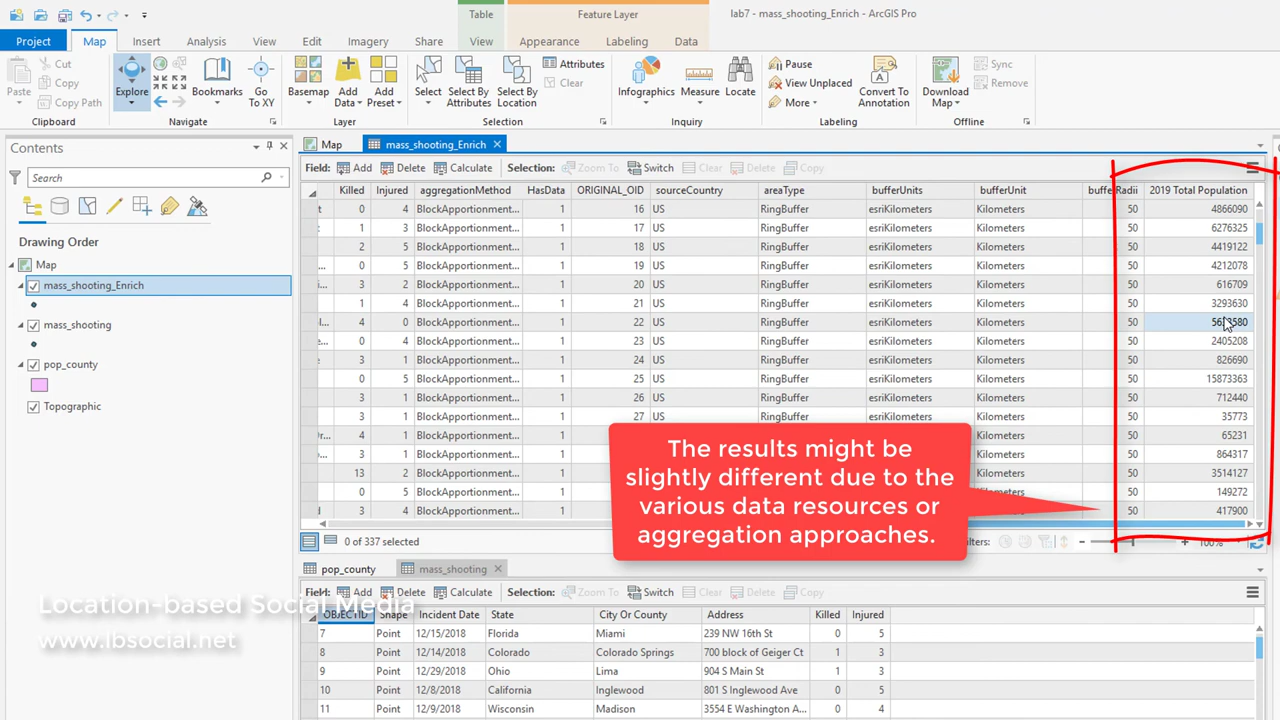 Table
Feature Layer
lab7 - mass_shooting_Enrich - ArcGIS Pro
Project Map Insert Analysis View Edit Imagery Share View Appearance Labeling Data
Paste
Cut
Copy
Copy Path
Clipboard
Explore
Bookmarks
Go To XY
Navigate
Basemap
Add Data
Add Preset
Layer
Select
Select By Attributes
Select By Location
Attributes
Clear
Selection
Infographics
Measure
Locate
Inquiry
Pause
View Unplaced
More
Convert To Annotation
Labeling
Download Map
Sync
Remove
Offline
Contents
Search
Drawing Order
Map
mass_shooting_Enrich
mass_shooting
pop_county
Topographic
Map mass_shooting_Enrich
Field: Add Delete Calculate Selection: Zoom To Switch Clear Delete Copy
Killed Injured aggregationMethod HasData ORIGINAL_OID sourceCountry areaType bufferUnits bufferUnit Radii 2019 Total Population
t 0 4 BlockApportionment... 1 16 US RingBuffer esriKilometers Kilometers 50 4866090
1 3 BlockApportionment... 1 17 US RingBuffer esriKilometers Kilometers 50 6276325
2 5 BlockApportionment... 1 18 US RingBuffer esriKilometers Kilometers 50 4419122
... 0 5 BlockApportionment... 1 19 US RingBuffer esriKilometers Kilometers 50 4212078
i... 3 2 BlockApportionment... 1 20 US RingBuffer esriKilometers Kilometers 50 616709
1 4 BlockApportionment... 1 21 US RingBuffer esriKilometers Kilometers 50 3293630
l... 4 0 BlockApportionment... 1 22 US RingBuffer esriKilometers Kilometers 50
... 0 4 BlockApportionment... 1 23 US RingBuffer esriKilometers Kilometers 50 2405208
3 1 BlockApportionment... 1 24 US RingBuffer esriKilometers Kilometers 50 826690
0 5 BlockApportionment... 1 25 US RingBuffer esriKilometers Kilometers 50 15873363
3 1 BlockApportionment... 1 26 US RingBuffer esriKilometers Kilometers 50 712440
3 1 BlockApportionment... 1 27 US RingBuffer esriKilometers Kilometers 50 35773
Or... 4 1 BlockApportionment... 1 50 65231
3 1 BlockApportionment... 1 50 864317
13 2 BlockApportionment... 1 50 3514127
0 5 BlockApportionment... 1 50 149272
... 3 4 BlockApportionment... 1 50 417900
The results might be
slightly different due to the
various data resources or
aggregation approaches.
0 of 337 selected 100%
pop_county mass_shooting
Field: Add Delete Calculate Selection: Zoom To Switch Clear Delete Copy
OBJECTID Shape Incident Date State City Or County Address Killed Injured
7 Point 12/15/2018 Florida Miami 239 NW 16th St 0 5
8 Point 12/14/2018 Colorado Colorado Springs 700 block of Geiger Ct 1 3
9 Point 12/29/2018 Ohio Lima 904 S Main St 1 3
10 Point 12/8/2018 California Inglewood 801 S Inglewood Ave 0 5
11 Point 12/9/2018 Wisconsin Madison 3554 E Washington A... 0 4
Location-based Social Media
www.lbsocial.net